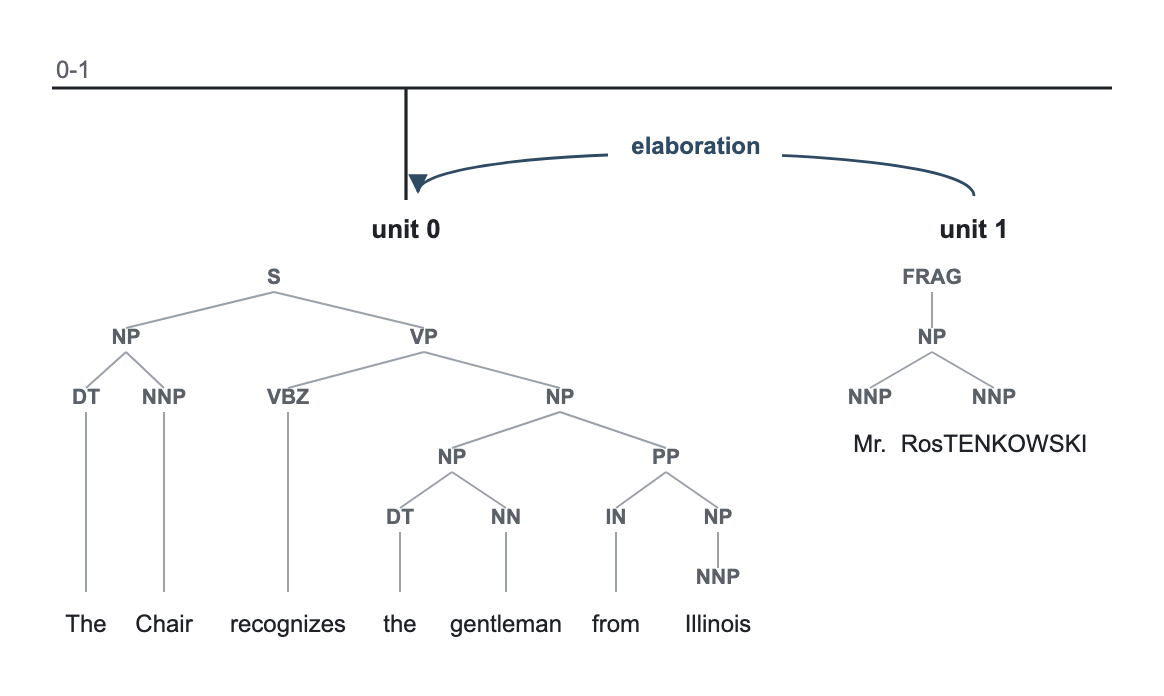 0-1
elaboration
unit 0 unit 1
S FRAG
NP VP NP
DT NNP VBZ NP NNP NNP
Mr. RosTENKOWSKI
NP PP
DT NN IN NP
NNP
The Chair recognizes the gentleman from Illinois